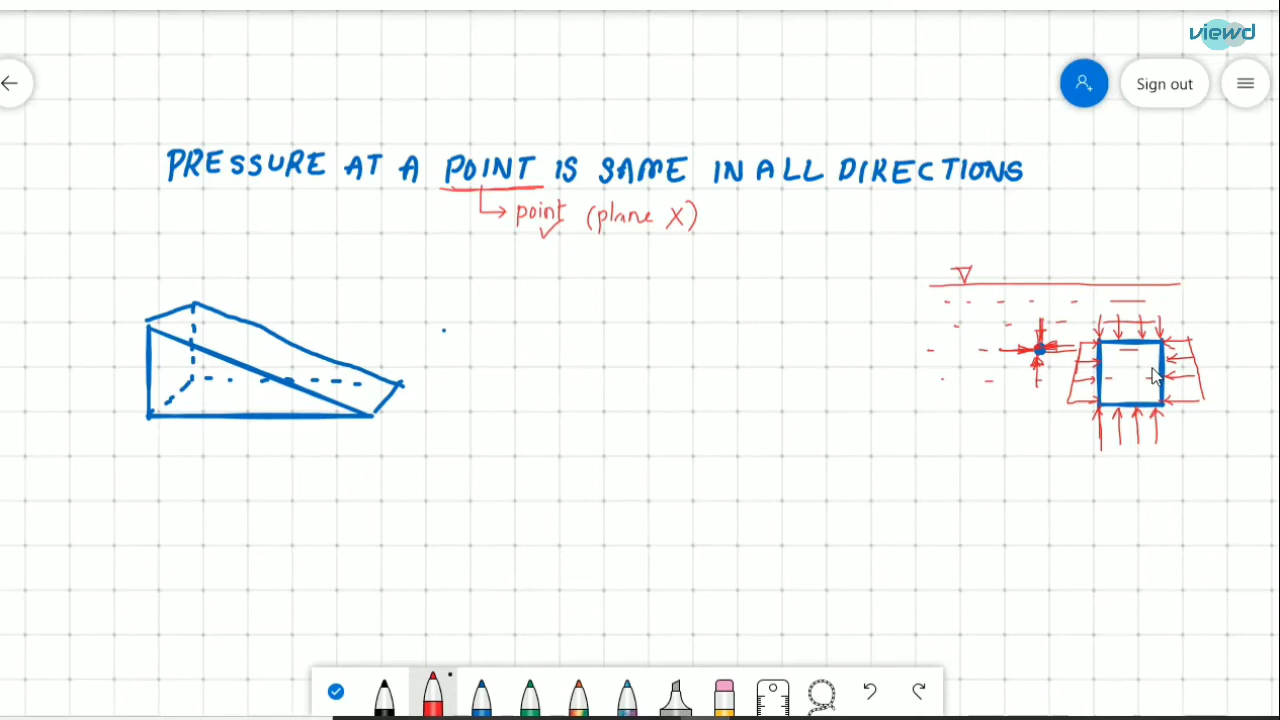 viewd
Sign out
PRESSURE AT A POINT IS SAME IN ALL DIRECTIONS
point (plane X)